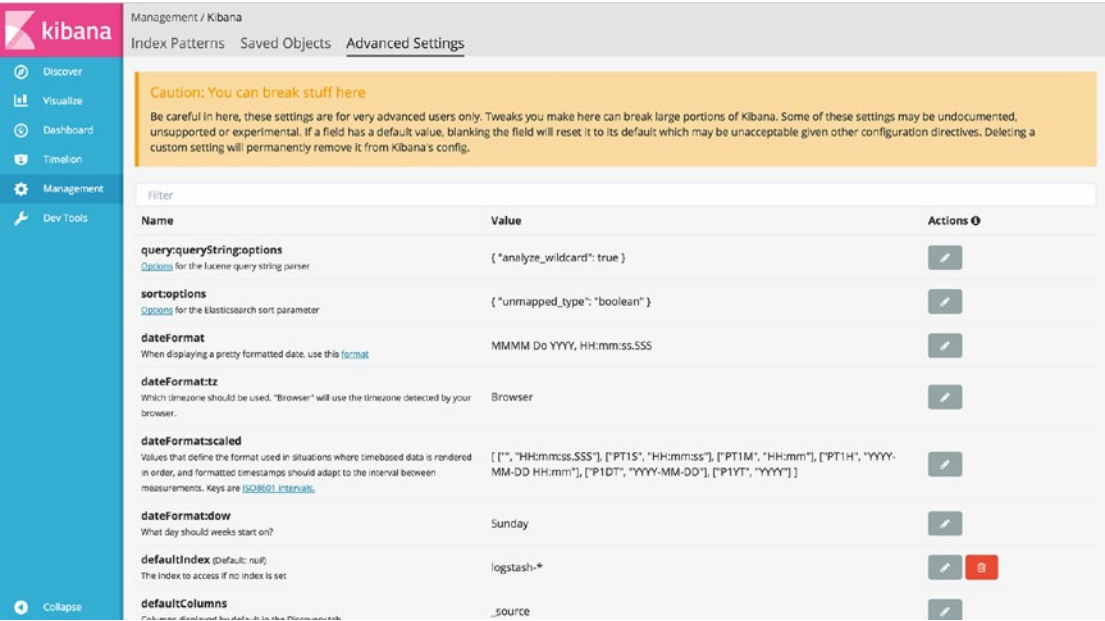 kibana
Discover
Visualize
Dashboard
Timelion
Management
Dev Tools
Collapse
Management / Kibana
Index Patterns Saved Objects Advanced Settings
Caution: You can break stuff here
Be careful in here, these settings are for very advanced users only. Tweaks you make here can break large portions of Kibana. Some of these settings may be undocumented,
unsupported or experimental. If a field has a default value, blanking the field will reset it to its default which may be unacceptable given other configuration directives. Deleting a
custom setting will permanently remove it from Kibana's config.
Filter
Name Value Actions
query:queryString:options
Options for the lucene query string parser
{ "analyze_wildcard": true }
sort:options
Options for the Elasticsearch sort parameter
{ "unmapped_type": "boolean" }
dateFormat
When displaying a pretty formatted date, use this format
MMMM Do YYYY, HH:mm:ss.SSS
dateFormat:tz
Which timezone should be used. "Browser" will use the timezone detected by your
browser.
Browser
dateFormat:scaled
Values that define the format used in situations where timebased data is rendered
in order, and formatted timestamps should adapt to the interval between
measurements. Keys are ISO8601 intervals.
[ ["", "HH:mm:ss.SSS"], ["PT1S", "HH:mm:ss"], ["PT1M", "HH:mm"], ["PT1H", "YYYY-
MM-DD HH:mm"], ["P1DT", "YYYY-MM-DD"], ["P1YT", "YYYY"] ]
dateFormat:dow
What day should weeks start on?
Sunday
defaultIndex (Default: null)
The index to access if no index is set
logstash-*
defaultColumns
Columns displayed by default in the Discovery tab
_source